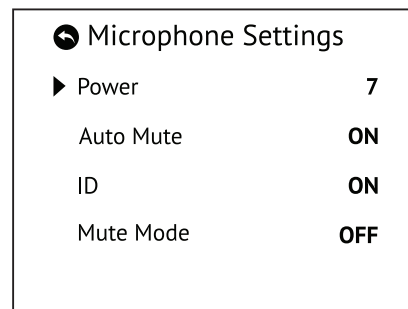 Microphone Settings
Power 7
Auto Mute ON
ID ON
Mute Mode OFF